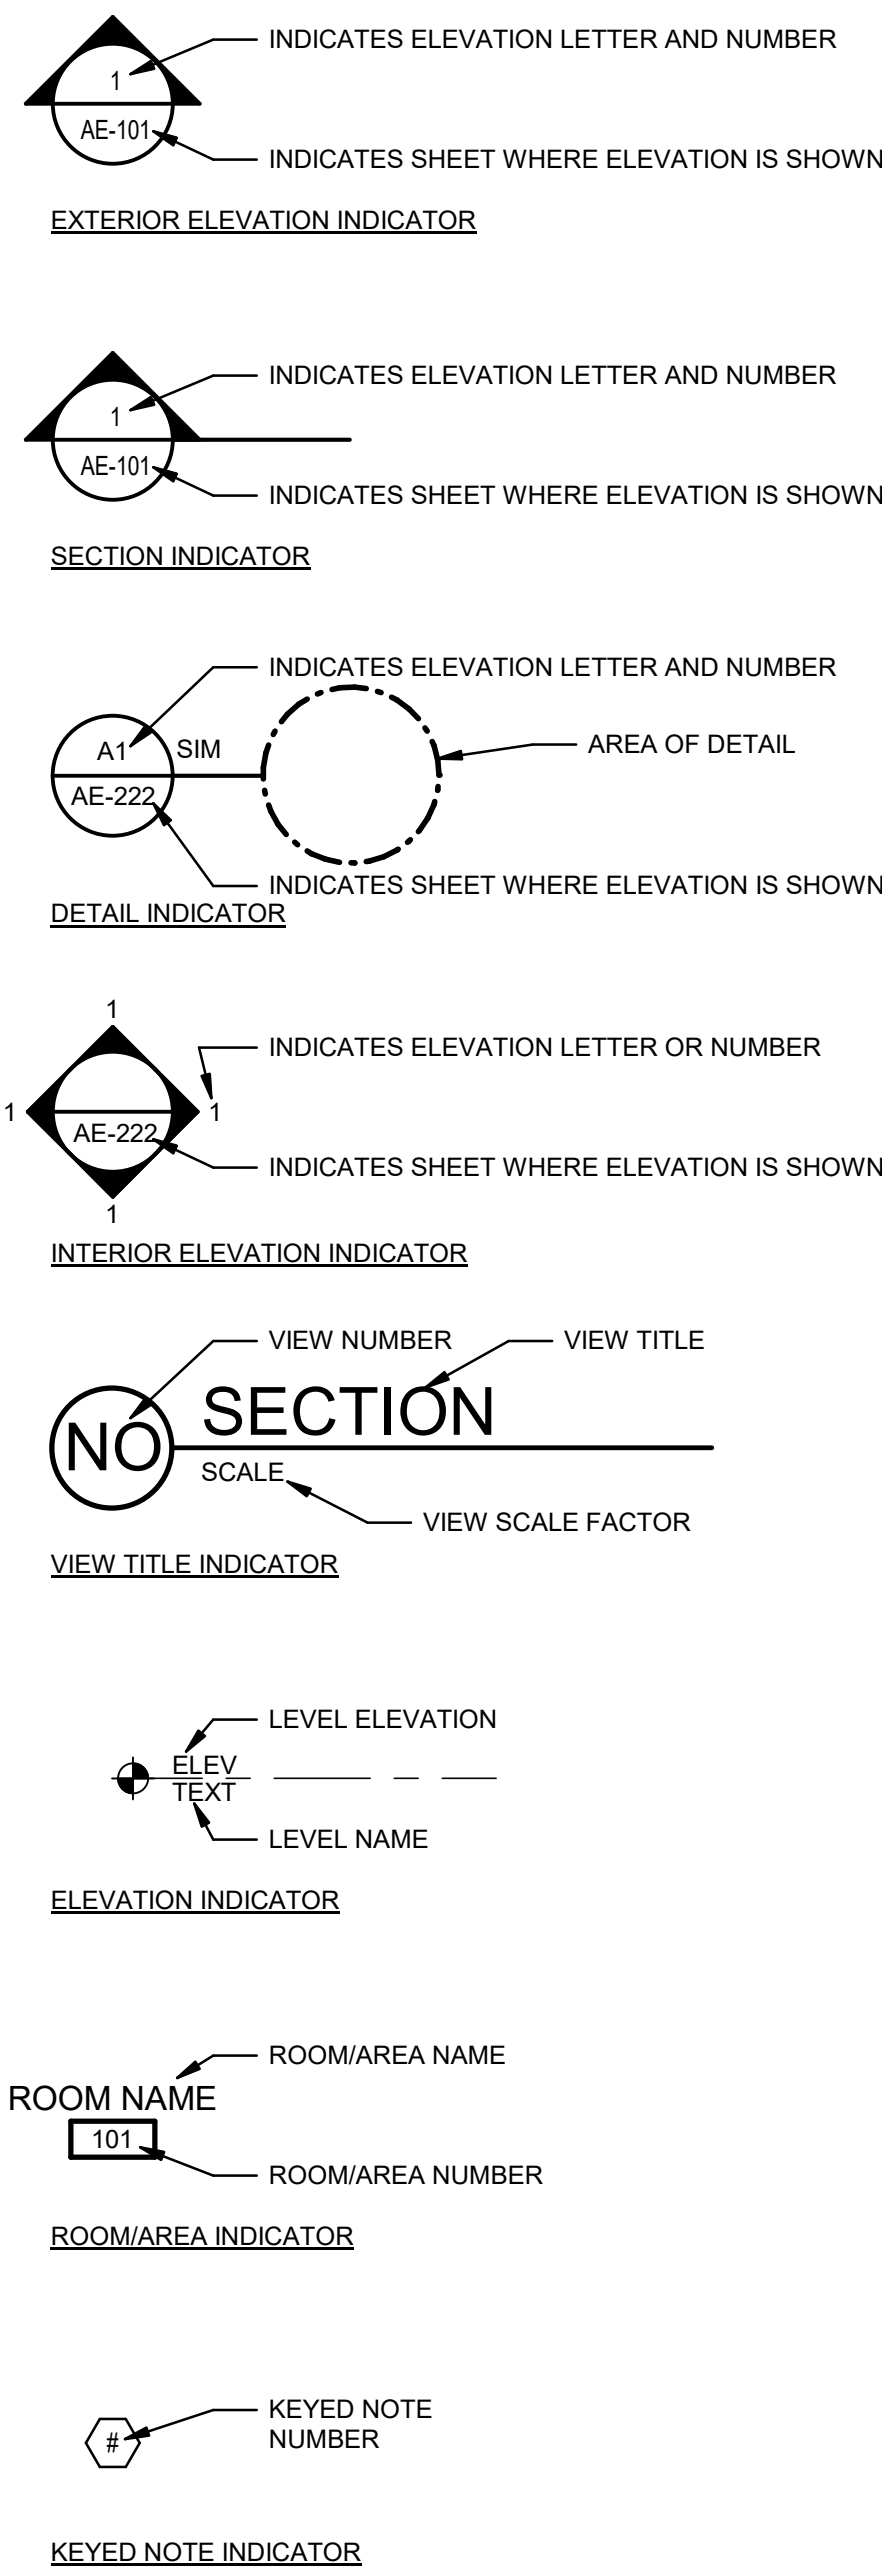 INDICATES ELEVATION LETTER AND NUMBER
1
AE-101
INDICATES SHEET WHERE ELEVATION IS SHOWN
EXTERIOR ELEVATION INDICATOR
INDICATES ELEVATION LETTER AND NUMBER
1
AE-101
INDICATES SHEET WHERE ELEVATION IS SHOWN
SECTION INDICATOR
INDICATES ELEVATION LETTER AND NUMBER
A1 SIM
AREA OF DETAIL
AE-222
INDICATES SHEET WHERE ELEVATION IS SHOWN
DETAIL INDICATOR
1
INDICATES ELEVATION LETTER OR NUMBER
1 1
AE-222
INDICATES SHEET WHERE ELEVATION IS SHOWN
1
INTERIOR ELEVATION INDICATOR
VIEW NUMBER VIEW TITLE
SECTION
NO
SCALE
VIEW SCALE FACTOR
VIEW TITLE INDICATOR
LEVEL ELEVATION
ELEV
TEXT
LEVEL NAME
ELEVATION INDICATOR
ROOM/AREA NAME
ROOM NAME
101
ROOM/AREA NUMBER
ROOM/AREA INDICATOR
KEYED NOTE
NUMBER
#
KEYED NOTE INDICATOR